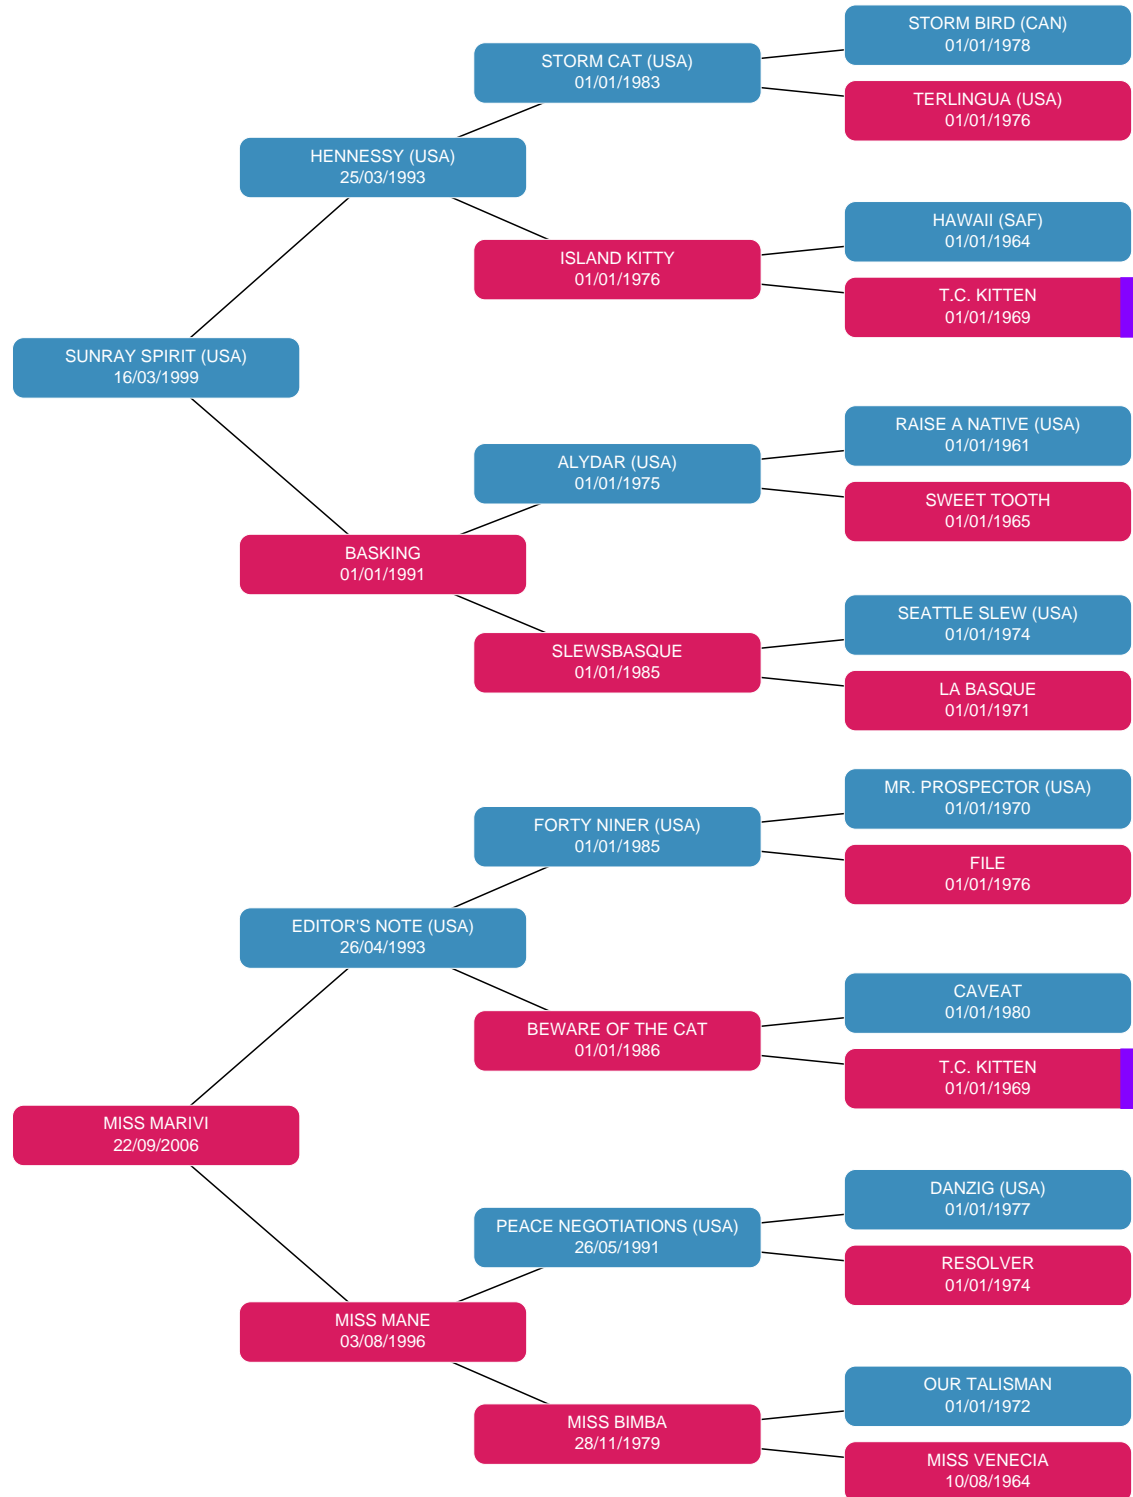 STORM BIRD (CAN)
01/01/1978
STORM CAT (USA)
01/01/1983
TERLINGUA (USA)
01/01/1976
HENNESSY (USA)
25/03/1993
HAWAII (SAF)
01/01/1964
ISLAND KITTY
01/01/1976
T.C. KITTEN
01/01/1969
SUNRAY SPIRIT (USA)
16/03/1999
RAISE A NATIVE (USA)
01/01/1961
ALYDAR (USA)
01/01/1975
SWEET TOOTH
01/01/1965
BASKING
01/01/1991
SEATTLE SLEW (USA)
01/01/1974
SLEWSBASQUE
01/01/1985
LA BASQUE
01/01/1971
MR. PROSPECTOR (USA)
01/01/1970
FORTY NINER (USA)
01/01/1985
FILE
01/01/1976
EDITOR'S NOTE (USA)
26/04/1993
CAVEAT
01/01/1980
BEWARE OF THE CAT
01/01/1986
T.C. KITTEN
01/01/1969
MISS MARIVI
22/09/2006
DANZIG (USA)
01/01/1977
PEACE NEGOTIATIONS (USA)
26/05/1991
RESOLVER
01/01/1974
MISS MANE
03/08/1996
OUR TALISMAN
01/01/1972
MISS BIMBA
28/11/1979
MISS VENECIA
10/08/1964